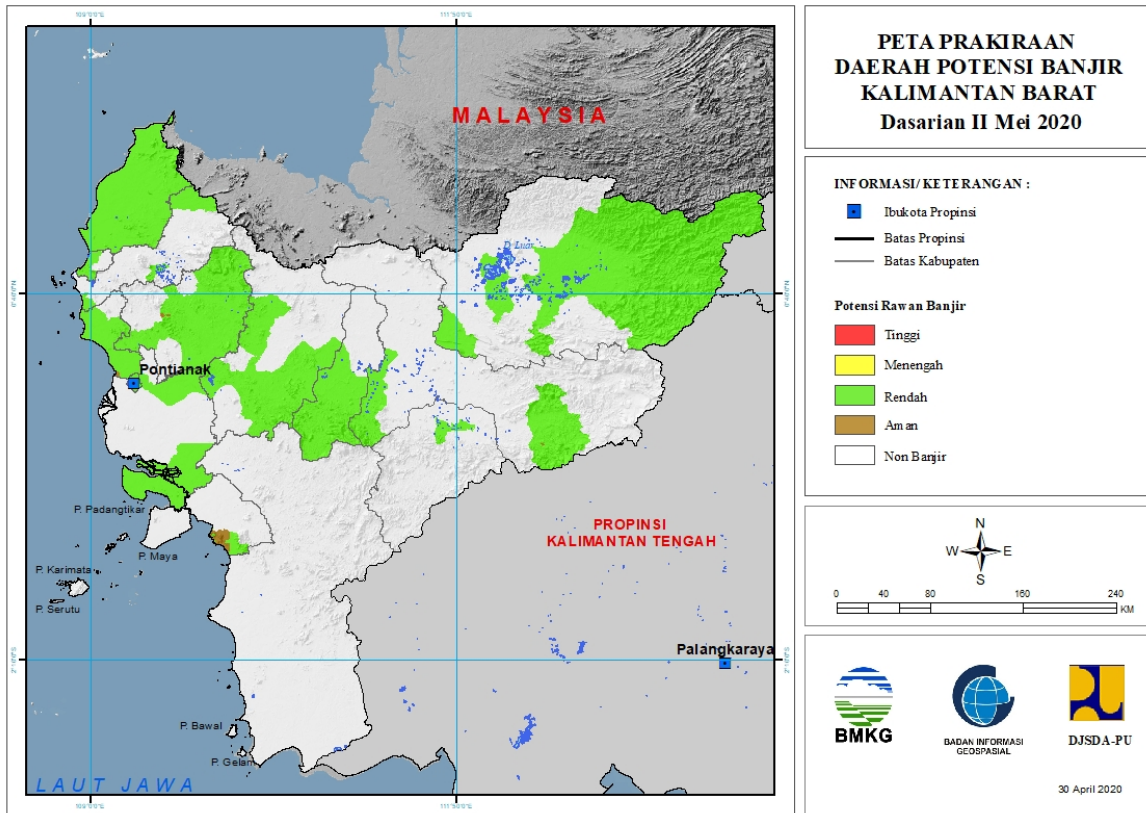 PETA PRAKIRAAN
DAERAH POTENSI BANJIR
KALIMANTAN BARAT
Dasarian II Mei 2020
INFORMASI/ KETERANGAN :
Ibukota Propinsi
Batas Propinsi
Batas Kabupaten
Potensi Rawan Banjir
Tinggi
Menengah
Rendah
Aman
Non Banjir
N
W E
S
0 40 80 160 240
KM
BMKG
BADAN INFORMASI
GEOSPASIAL
DJSDA-PU
30 April 2020
MALAYSIA
D. Luar
Pontianak
P. Padangtikar
P. Maya
P. Karimata
P. Serutu
PROPINSI
KALIMANTAN TENGAH
Palangkaraya
P. Bawal
P. Gelam
LAUT JAWA